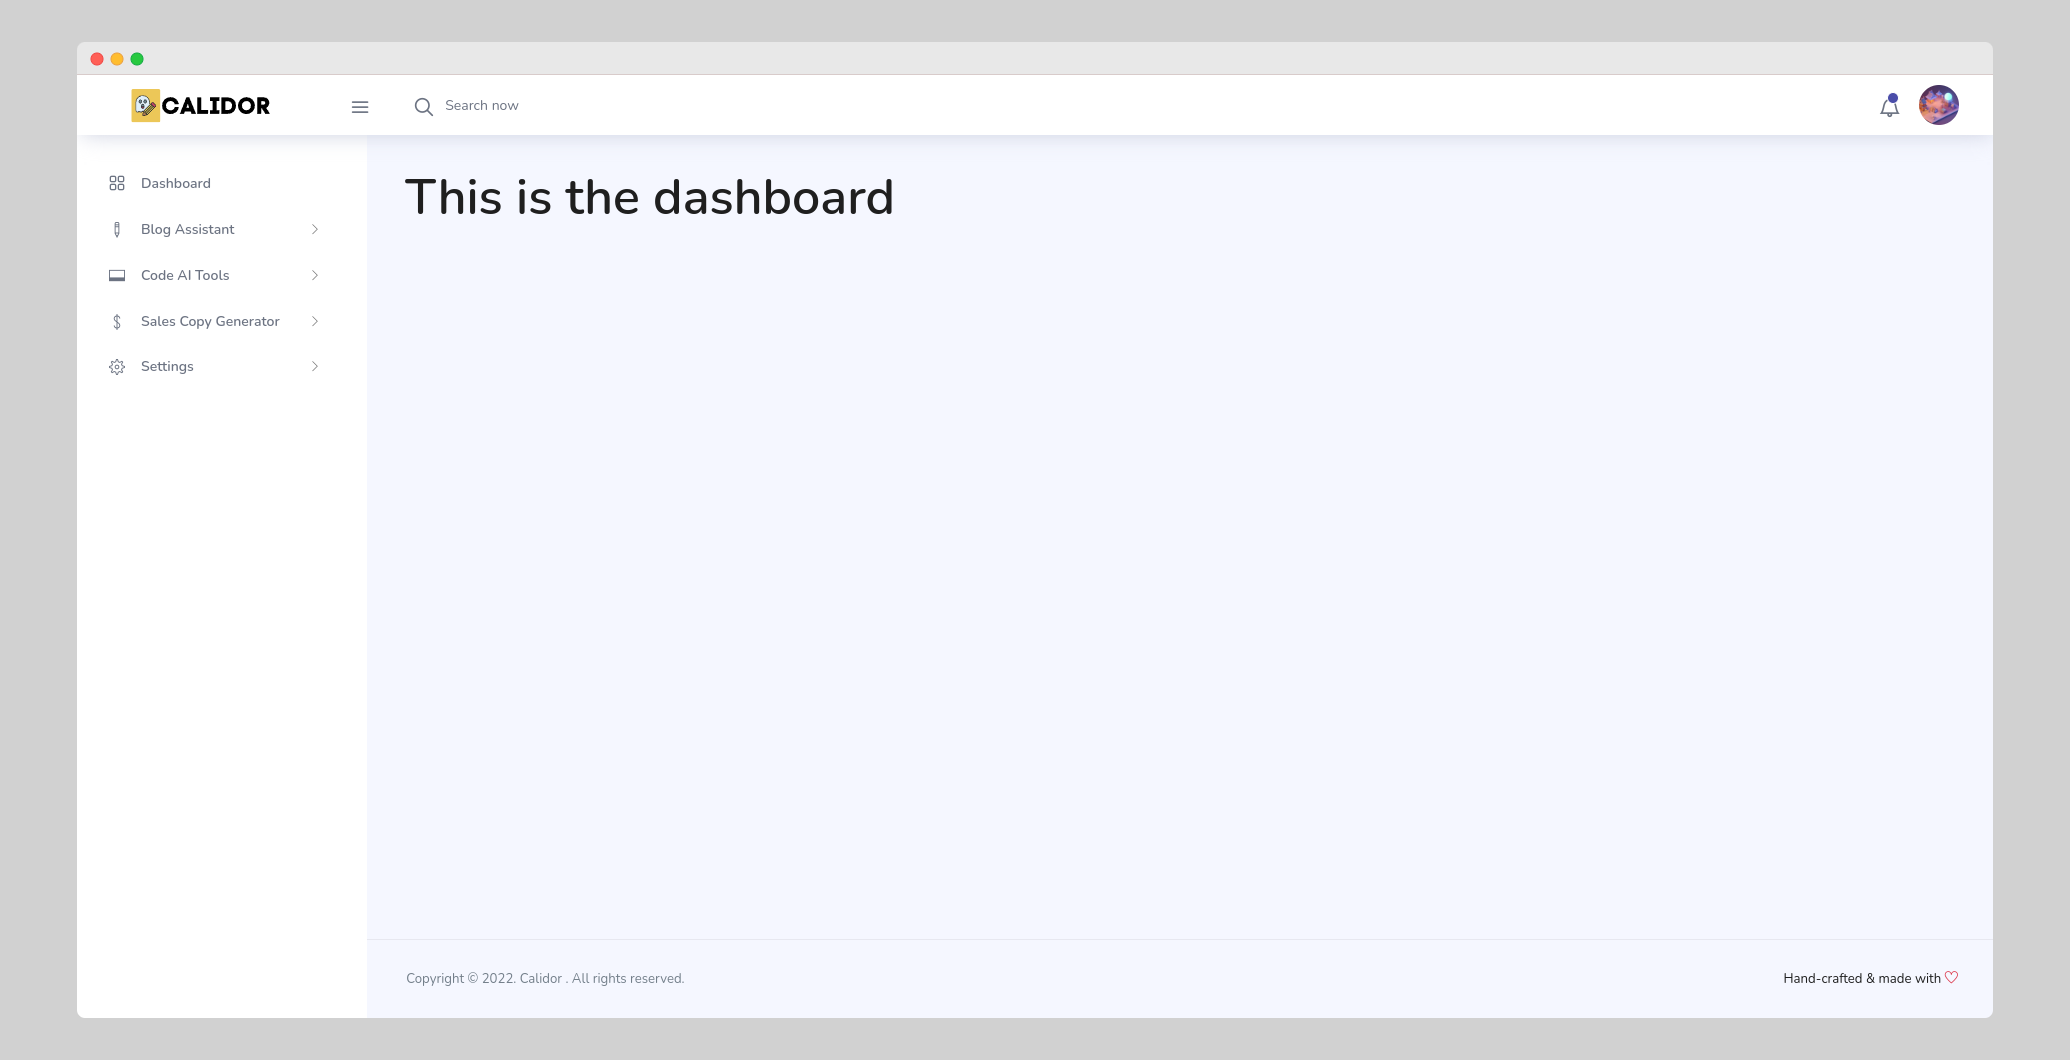 CALIDOR
Search now
Dashboard
Blog Assistant
Code AI Tools
Sales Copy Generator
Settings
This is the dashboard
Copyright © 2022. Calidor . All rights reserved.
Hand-crafted & made with ♡